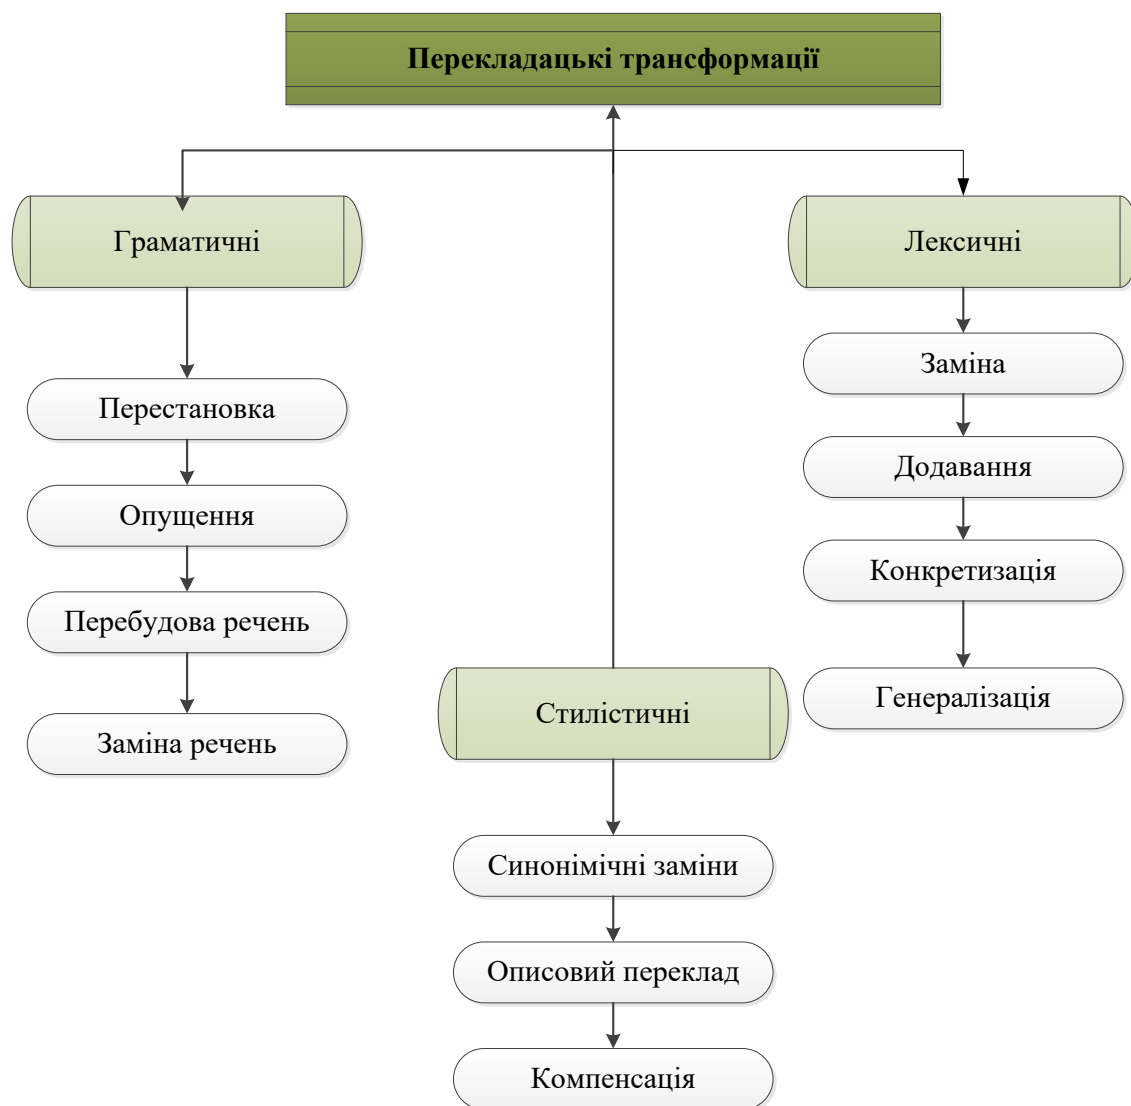 Перекладацькі трансформації
Граматичні
Перестановка
Опущення
Перебудова речень
Заміна речень
Стилістичні
Синонімічні заміни
Описовий переклад
Компенсація
Лексичні
Заміна
Додавання
Конкретизація
Генералізація